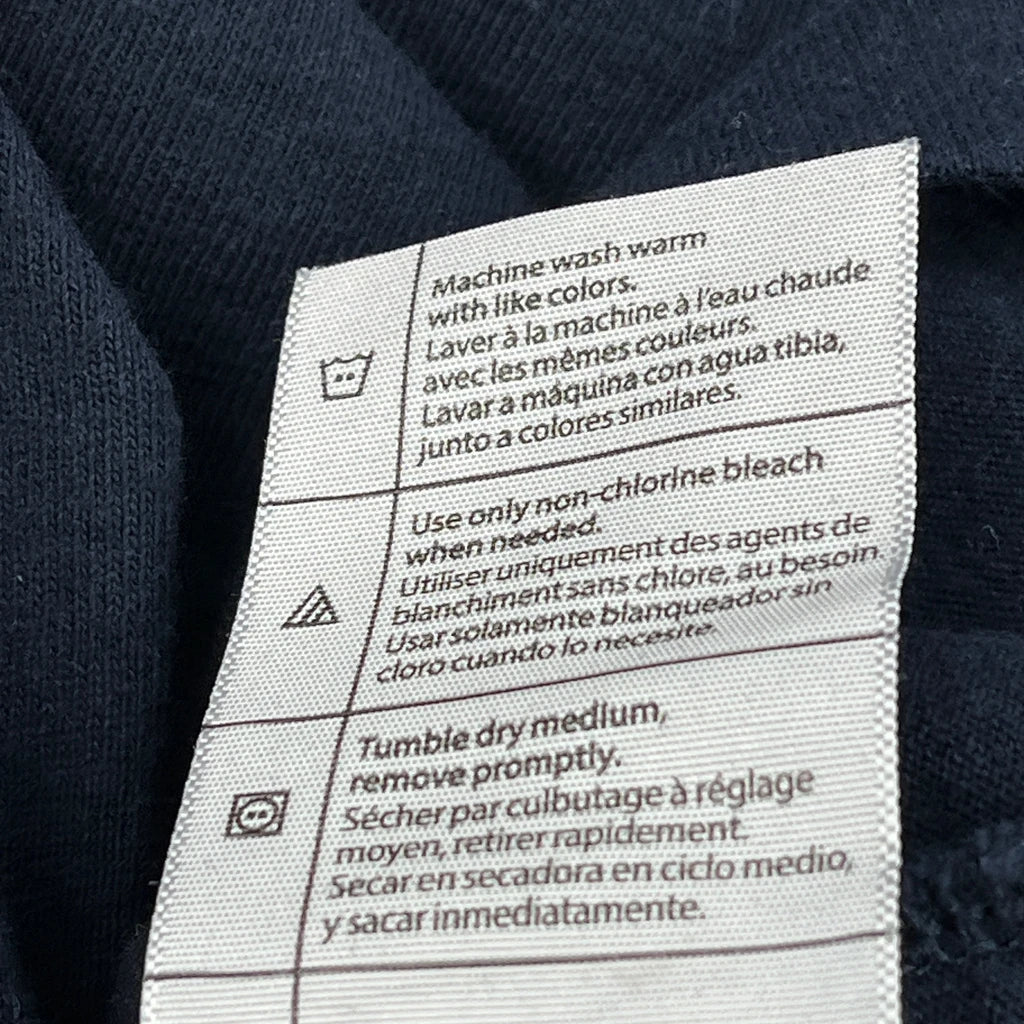 Machine wash warm
with like colors.
Laver à la machine à l'eau chaude
avec les mêmes couleurs.
Lavar a máquina con agua tibia,
junto a colores similares.
Use only non-chlorine bleach
when needed.
Utiliser uniquement des agents de
blanchiment sans chlore, au besoin.
Usar solamente blanqueador sin
cloro cuando lo necesite.
Tumble dry medium,
remove promptly.
Sécher par culbutage à réglage
moyen, retirer rapidement.
Secar en secadora en ciclo medio,
y sacar inmediatamente.